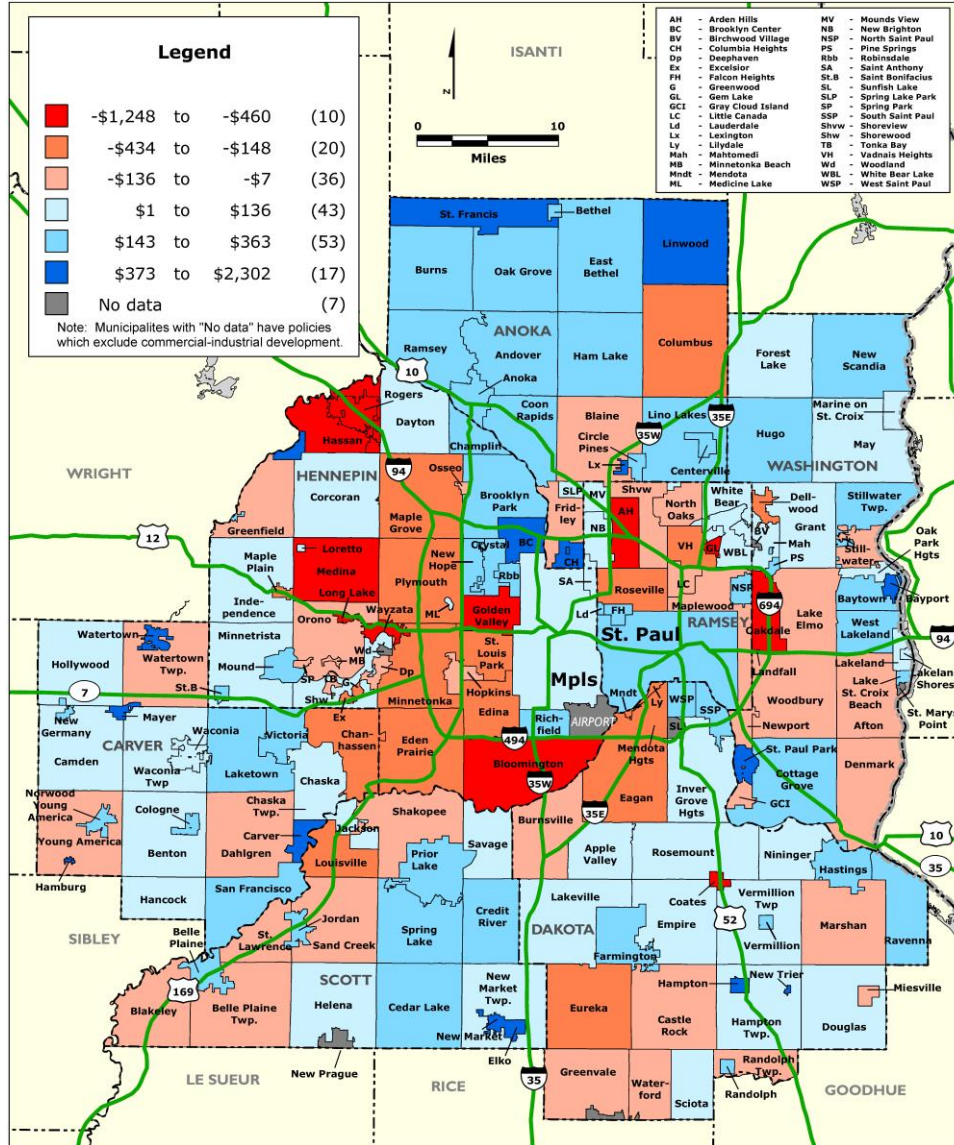 Legend
-$1,248 to -$460 (10)
-$434 to -$148 (20)
-$136 to -$7 (36)
$1 to $136 (43)
$143 to $363 (53)
$373 to $2,302 (17)
No data (7)
Note: Municipalites with "No data" have policies
which exclude commercial-industrial development.
N
0 10
Miles
AH - Arden Hills
BC - Brooklyn Center
BV - Birchwood Village
CH - Columbia Heights
Dp - Deephaven
Ex - Excelsior
FH - Falcon Heights
G - Greenwood
GL - Gem Lake
GCI - Gray Cloud Island
LC - Little Canada
Ld - Lauderdale
Lx - Lexington
Ly - Lilydale
Mah - Mahtomedi
MB - Minnetonka Beach
Mndt - Mendota
ML - Medicine Lake
MV - Mounds View
NB - New Brighton
NSP - North Saint Paul
PS - Pine Springs
Rbb - Robinsdale
SA - Saint Anthony
St.B - Saint Bonifacius
SL - Sunfish Lake
SLP - Spring Lake Park
SP - Spring Park
SSP - South Saint Paul
Shvw - Shoreview
Shw - Shorewood
TB - Tonka Bay
VH - Vadnais Heights
Wd - Woodland
WBL - White Bear Lake
WSP - West Saint Paul
ISANTI
St. Francis
Bethel
Linwood
Burns
Oak Grove
East
Bethel
ANOKA
Columbus
Ramsey
Andover
Ham Lake
Forest
Lake
New
Scandia
10
Anoka
Rogers
Dayton
Coon
Rapids
Blaine
Lino Lakes
35E
35W
Marine on
St. Croix
May
Hassan
Champlin
Circle
Pines
Lx
Centerville
Hugo
WASHINGTON
WRIGHT
HENNEPIN
94
Osseo
Corcoran
Brooklyn
Park
SLP
MV
Shvw
White
Bear
Dell-
wood
Stillwater
Twp.
Frid-
ley
North
Oaks
Maple
Grove
NB
AH
BV
Grant
Greenfield
Oak
Park
Hgts
12
Loretto
Crystal
BC
CH
VH
GL
WBL
Mah
Still-
water
Maple
Plain
Medina
New
Hope
Rbb
SA
PS
Bayport
Plymouth
Long Lake
Roseville
LC
NSP
Baytown
Inde-
pendence
Orono
Wayzata
ML
Golden
Valley
Ld
FH
Maplewood
694
Lake
Elmo
West
Lakeland
RAMSEY
Oakdale
94
Minnetrista
Watertown
St. Paul
Wd
St.
Louis
Park
Hollywood
Watertown
Twp.
Mound
MB
Dp
Landfall
Lakeland
Lakeland
Shores
SP
TB
G
Mpls
7
St.B
Shw
Hopkins
Mndt
Ly
WSP
Lake
St. Croix
Beach
Minnetonka
Woodbury
St. Marys
Point
New
Germany
Mayer
Ex
Edina
AIRPORT
SSP
Newport
Afton
Waconia
Victoria
Chan-
hassen
Rich-
field
SL
CARVER
494
Mendota
Hgts
St. Paul Park
Camden
Waconia
Twp
Laketown
Eden
Prairie
Bloomington
35W
Denmark
Chaska
Cottage
Grove
Norwood
Young
America
Cologne
Chaska
Twp.
Shakopee
35E
Eagan
Inver
Grove
Hgts
GCI
Young America
Carver
Jackson
Burnsville
10
Benton
Dahlgren
Louisville
Savage
35
Hamburg
Prior
Lake
Apple
Valley
Rosemount
Nininger
Hastings
Hancock
San Francisco
Lakeville
Coates
Vermillion
Twp
Credit
River
52
SIBLEY
Belle
Plaine
St.
Lawrence
Jordan
Spring
Lake
Empire
Marshan
Sand Creek
DAKOTA
Vermillion
Ravenna
Farmington
169
SCOTT
New
Market
Twp.
Hampton
New Trier
Miesville
Blakeley
Belle Plaine
Twp.
Helena
Cedar Lake
Eureka
New Market
Castle
Rock
Hampton
Twp.
Douglas
Elko
New Prague
Randolph
Twp.
LE SUEUR
RICE
35
Greenvale
Water-
ford
Sciota
Randolph
GOODHUE